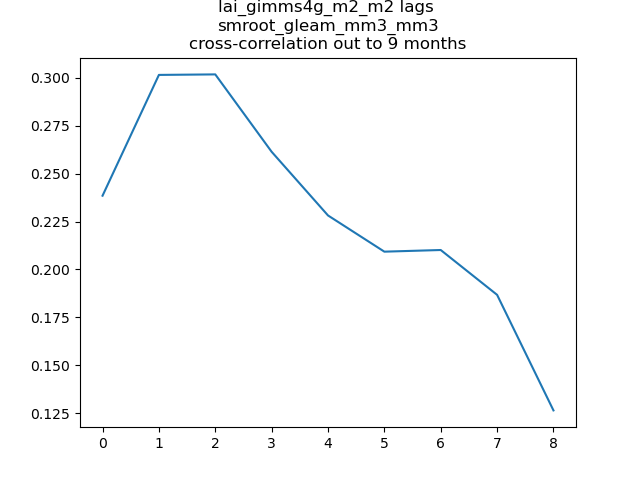 lai_gimms4g_m2_m2 lags
smroot_gleam_mm3_mm3
cross-correlation out to 9 months
0.300
0.275
0.250
0.225
0.200
0.175
0.150
0.125
0 1 2 3 4 5 6 7 8